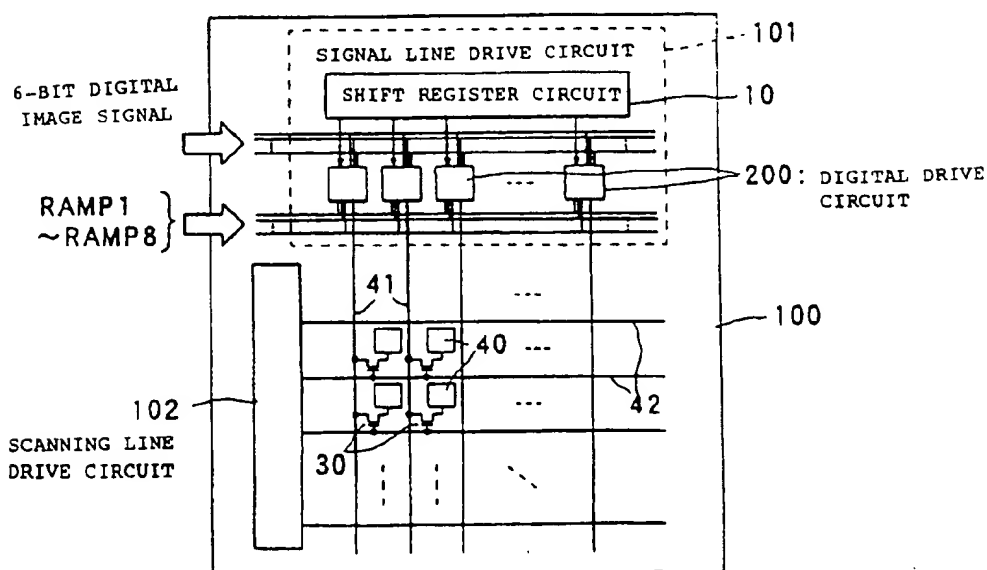 101
SIGNAL LINE DRIVE CIRCUIT
6-BIT DIGITAL
IMAGE SIGNAL
SHIFT REGISTER CIRCUIT
10
200: DIGITAL DRIVE
CIRCUIT
RAMP1
~RAMP8
41
100
40
42
102
SCANNING LINE
DRIVE CIRCUIT
30